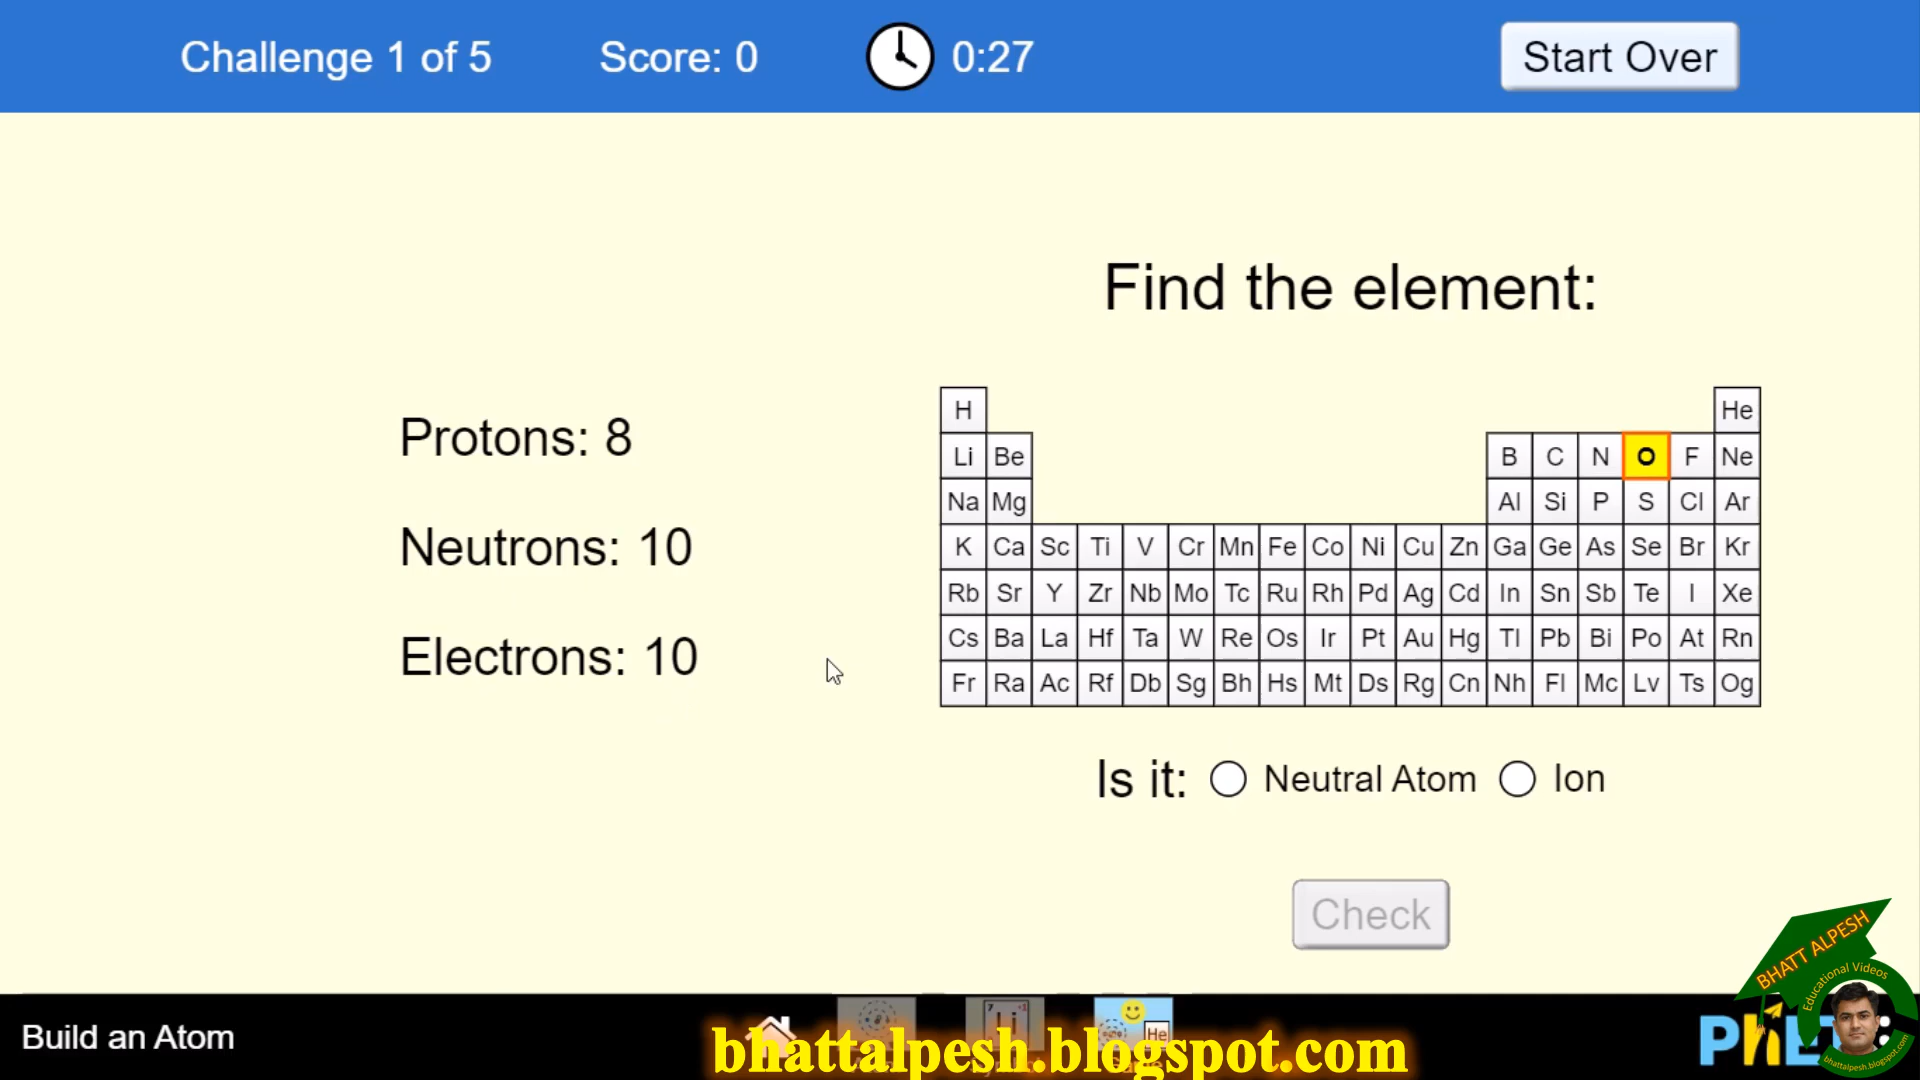 Challenge 1 of 5 Score: 0 0:27 Start Over
Find the element:
Protons: 8
Neutrons: 10
Electrons: 10
H He
Li Be B C N O F Ne
Na Mg Al Si P S Cl Ar
K Ca Sc Ti V Cr Mn Fe Co Ni Cu Zn Ga Ge As Se Br Kr
Rb Sr Y Zr Nb Mo Tc Ru Rh Pd Ag Cd In Sn Sb Te I Xe
Cs Ba La Hf Ta W Re Os Ir Pt Au Hg Tl Pb Bi Po At Rn
Fr Ra Ac Rf Db Sg Bh Hs Mt Ds Rg Cn Nh Fl Mc Lv Ts Og
Is it: Neutral Atom Ion
Check
BHATT ALPESH
Educational Videos
bhattalpesh.blogspot.com
Build an Atom
He
bhattalpesh.blogspot.com